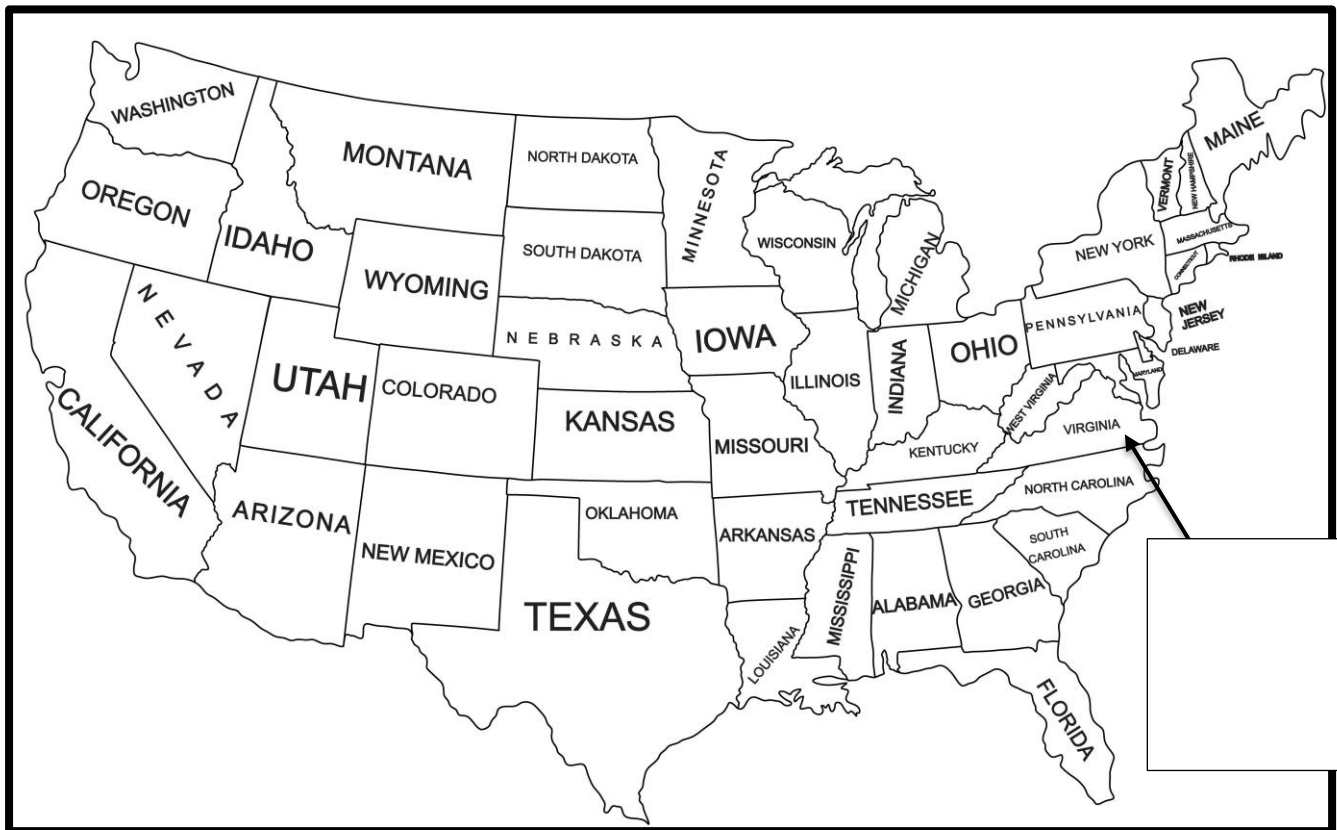 WASHINGTON
MONTANA
NORTH DAKOTA
MINNESOTA
OREGON
IDAHO
WYOMING
SOUTH DAKOTA
WISCONSIN
MICHIGAN
NEW YORK
VERMONT
NEW HAMPSHIRE
MAINE
MASSACHUSETTS
CONNECTICUT
RHODE ISLAND
NEVADA
UTAH
COLORADO
NEBRASKA
IOWA
ILLINOIS
INDIANA
OHIO
PENNSYLVANIA
NEW
JERSEY
DELAWARE
MARYLAND
CALIFORNIA
KANSAS
MISSOURI
KENTUCKY
WEST VIRGINIA
VIRGINIA
ARIZONA
NEW MEXICO
OKLAHOMA
ARKANSAS
TENNESSEE
NORTH CAROLINA
SOUTH
CAROLINA
TEXAS
LOUISIANA
MISSISSIPPI
ALABAMA
GEORGIA
FLORIDA